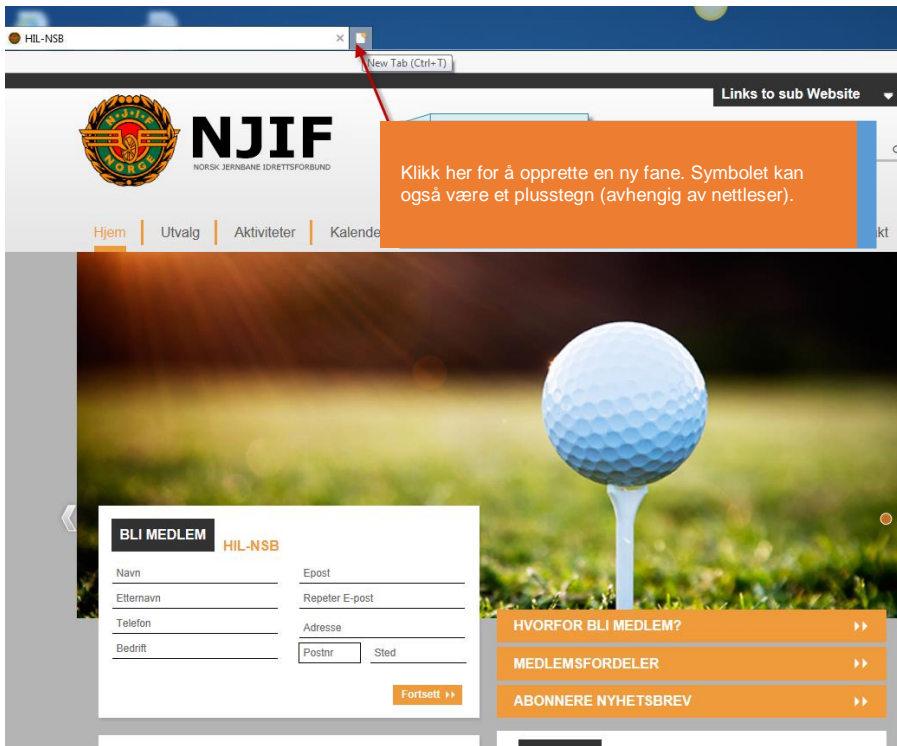 HIL-NSB
New Tab (Ctrl+T)
Links to sub Website
N·J·I·F
NORGE
NJIF
NORSK JERNBANE IDRETTSFORBUND
Klikk her for å opprette en ny fane. Symbolet kan
også være et plusstegn (avhengig av nettleser).
Hjem Utvalg Aktiviteter
BLI MEDLEM
HIL-NSB
Navn Epost
Etternavn Repeter E-post
Telefon Adresse
Bedrift Postnr Sted
Fortsett
HVORFOR BLI MEDLEM?
MEDLEMSFORDELER
ABONNERE NYHETSBREV